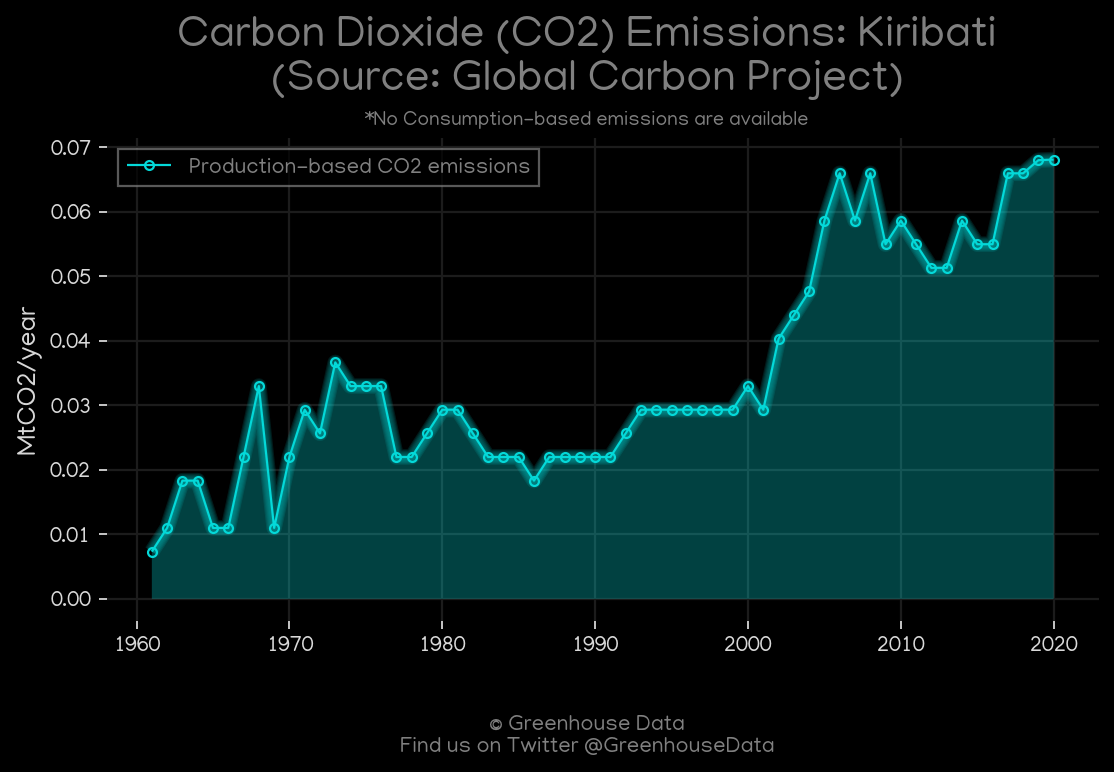 Carbon Dioxide (CO2) Emissions: Kiribati
(Source: Global Carbon Project)
*No Consumption-based emissions are available
Production-based CO2 emissions
MtCO2/year
0.07
0.06
0.05
0.04
0.03
0.02
0.01
0.00
1960 1970 1980 1990 2000 2010 2020
© Greenhouse Data
Find us on Twitter @GreenhouseData